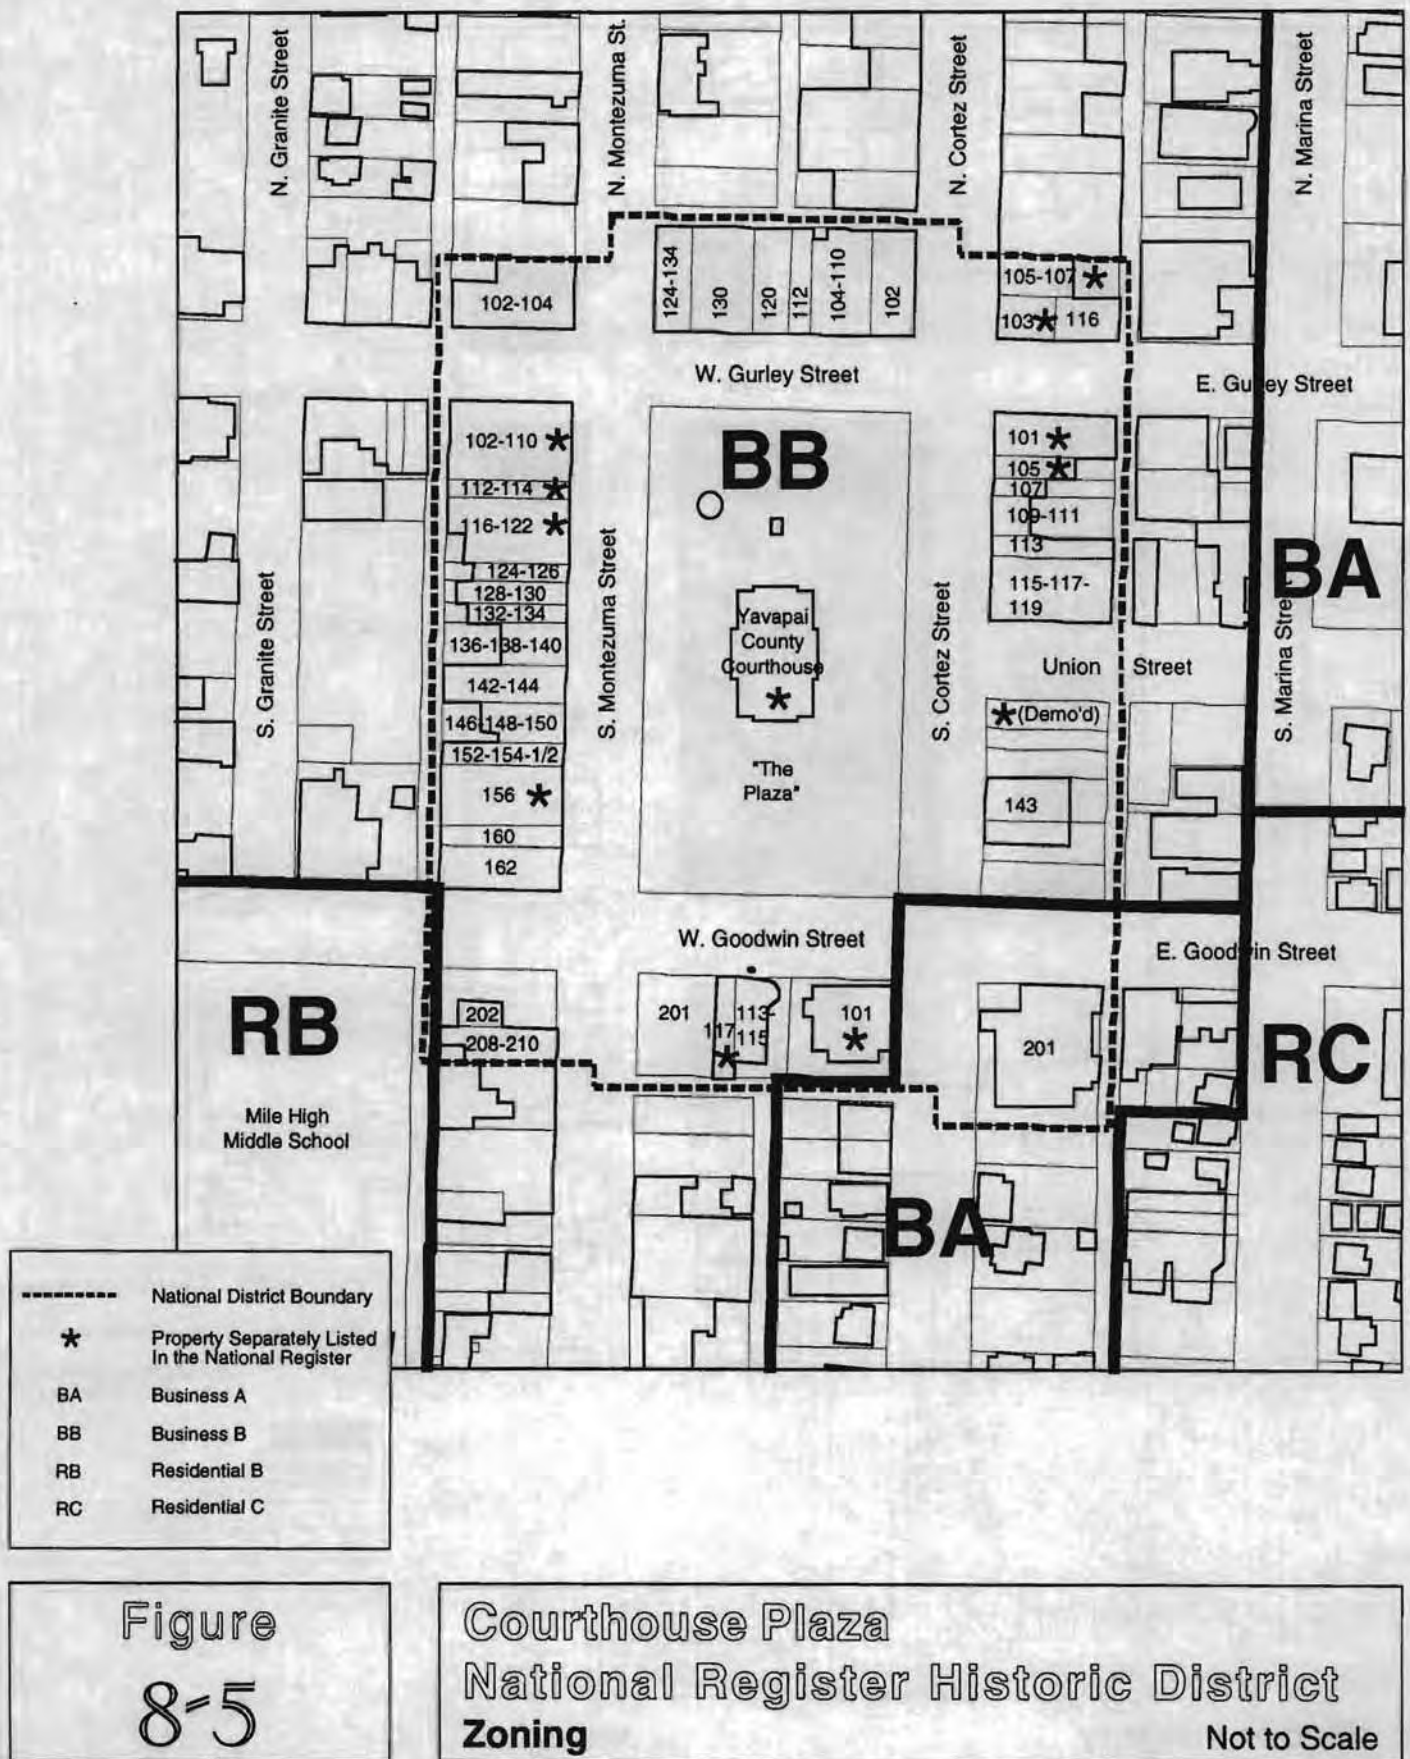 N. Granite Street
N. Montezuma St.
N. Cortez Street
N. Marina Street
102-104
124-134
130
120
112
104-110
102
105-107 *
103 *
116
W. Gurley Street
E. Gurley Street
102-110 *
112-114 *
116-122 *
124-126
128-130
132-134
136-138-140
142-144
146-148-150
152-154-1/2
156 *
160
162
BB
101 *
105 *
107
109-111
113
115-117-
119
BA
S. Granite Street
S. Montezuma Street
Yavapai
County
Courthouse
*
"The
Plaza"
S. Cortez Street
Union Street
S. Marina Street
*(Demo'd)
143
W. Goodwin Street
E. Goodwin Street
RB
Mile High
Middle School
202
208-210
201
117
*
113-
115
101
*
201
RC
BA
National District Boundary
* Property Separately Listed
In the National Register
BA Business A
BB Business B
RB Residential B
RC Residential C
Figure
8-5
Courthouse Plaza
National Register Historic District
Zoning
Not to Scale